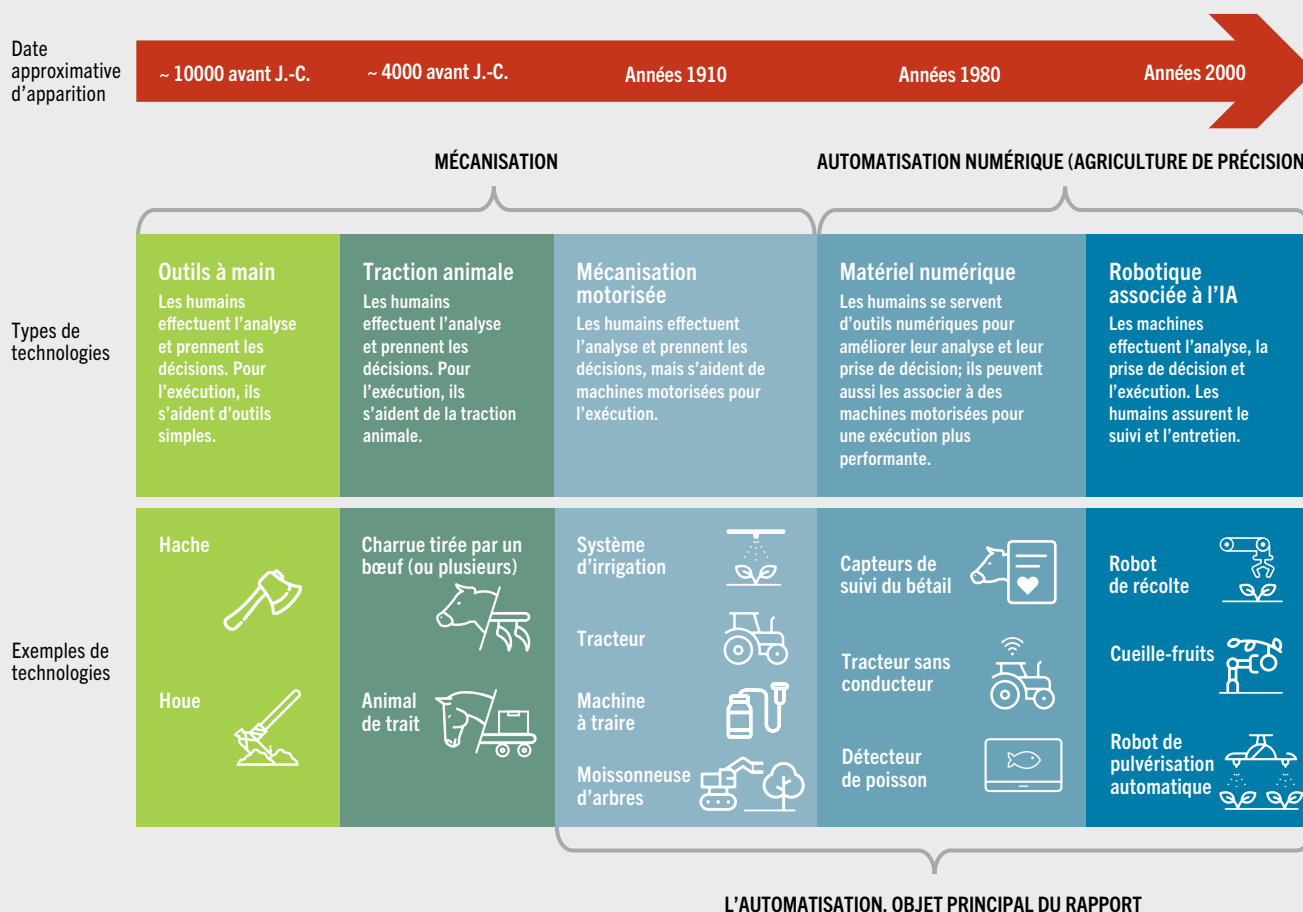 Date
approximative
d'apparition
~ 10000 avant J.-C.
~ 4000 avant J.-C.
Années 1910
Années 1980
Années 2000
MÉCANISATION
AUTOMATISATION NUMÉRIQUE (AGRICULTURE DE PRÉCISION
Types de
technologies
Outils à main
Les humains
effectuent l'analyse
et prennent les
décisions. Pour
l'exécution, ils
s'aident d'outils
simples.
Traction animale
Les humains
effectuent l'analyse
et prennent les
décisions. Pour
l'exécution, ils
s'aident de la traction
animale.
Mécanisation
motorisée
Les humains effectuent
l'analyse et prennent les
décisions, mais s'aident de
machines motorisées pour
l'exécution.
Matériel numérique
Les humains se servent
d'outils numériques pour
améliorer leur analyse et leur
prise de décision; ils peuvent
aussi les associer à des
machines motorisées pour
une exécution plus
performante.
Robotique
associée à l'IA
Les machines
effectuent l'analyse, la
prise de décision et
l'exécution. Les
humains assurent le
suivi et l'entretien.
Exemples de
technologies
Hache
Houe
Charrue tirée par un
bœuf (ou plusieurs)
Animal
de trait
Système
d'irrigation
Tracteur
Machine
à traire
Moissonneuse
d'arbres
Capteurs de
suivi du bétail
Tracteur sans
conducteur
Détecteur
de poisson
Robot
de récolte
Cueille-fruits
Robot de
pulvérisation
automatique
L'AUTOMATISATION, OBJET PRINCIPAL DU RAPPORT